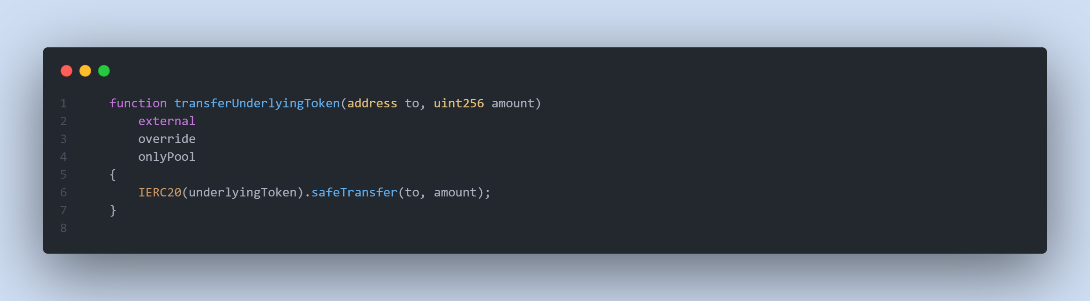 1    function transferUnderlyingToken(address to, uint256 amount)
2        external
3        override
4        onlyPool
5    {
6        IERC20(underlyingToken).safeTransfer(to, amount);
7    }
8